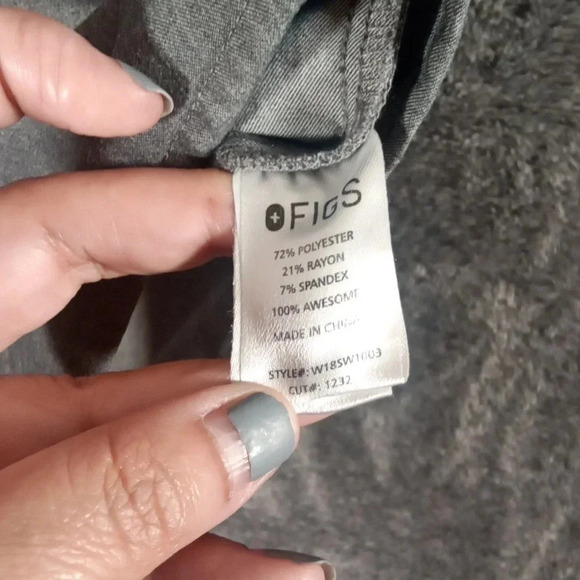 FIGS
72% POLYESTER
21% RAYON
7% SPANDEX
100% AWESOME
MADE IN CHINA
STYLE#: W18SW1003
CUT#: 1232